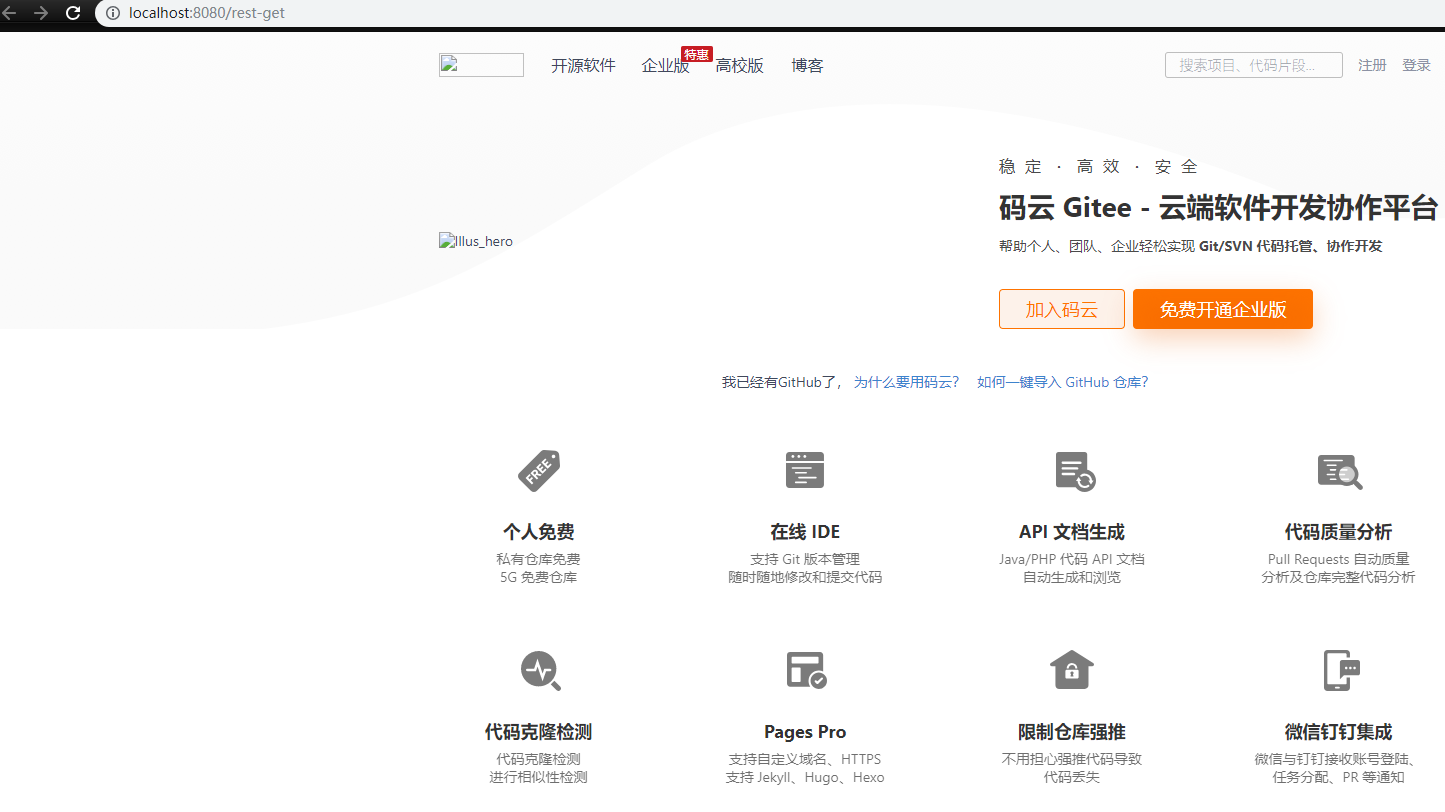 localhost:8080/rest-get
开源软件 企业版 特惠 高校版 博客 搜索项目、代码片段... 注册 登录
稳定 · 高效 · 安全
码云 Gitee - 云端软件开发协作平台
Illus_hero
帮助个人、团队、企业轻松实现 Git/SVN 代码托管、协作开发
加入码云 免费开通企业版
我已经有GitHub了， 为什么要用码云? 如何一键导入 GitHub 仓库?
FREE
个人免费
私有仓库免费
5G 免费仓库
在线 IDE
支持 Git 版本管理
随时随地修改和提交代码
API 文档生成
Java/PHP 代码 API 文档
自动生成和浏览
代码质量分析
Pull Requests 自动质量
分析及仓库完整代码分析
代码克隆检测
代码克隆检测
进行相似性检测
Pages Pro
支持自定义域名、HTTPS
支持 Jekyll、Hugo、Hexo
限制仓库强推
不用担心强推代码导致
代码丢失
微信钉钉集成
微信与钉钉接收账号登陆、
任务分配、PR 等通知